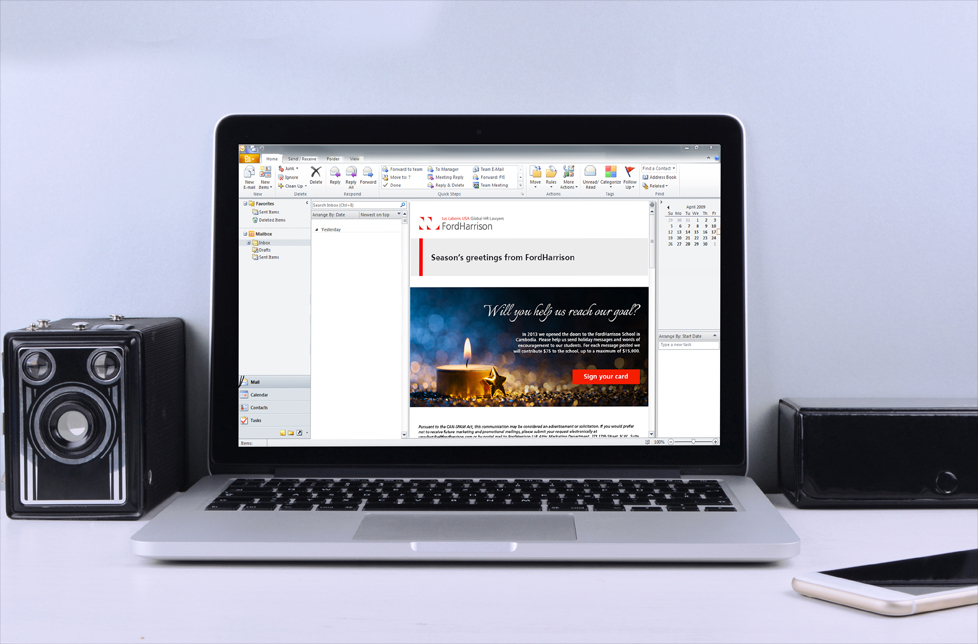 Home Send / Receive Folder View
New E-mail
New Items
Junk
Ignore
Clean Up
Delete
Reply
Reply All
Forward
Forward to team
Move to: ?
Done
To Manager
Meeting Reply
Reply & Delete
Team E-Mail
Forward: FYI
Team Meeting
Move
Rules
More Actions
Unread/ Read
Categorize
Follow Up
Find a Contact
Address Book
Related
New Delete Respond Quick Steps Actions Tags Find
Favorites
Sent Items
Deleted Items
Mailbox
Inbox
Drafts
Sent Items
Mail
Calendar
Contacts
Tasks
Items:
Search Inbox (Ctrl+E)
Arrange By: Date Newest on top
Yesterday
Ius Laboris USA Global HR Lawyers
FordHarrison
Season's greetings from FordHarrison
Will you help us reach our goal?
In 2013 we opened the doors to the FordHarrison School in
Cambodia. Please help us send holiday messages and words of
encouragement to our students. For each message posted we
will contribute $75 to the school, up to a maximum of $15,000.
Sign your card
Pursuant to the CAN-SPAM Act, this communication may be considered an advertisement or solicitation. If you would prefer
not to receive future marketing and promotional mailings, please submit your request electronically at
April 2009
Su Mo Tu We Th Fr
29 30 31 1 2 3
5 6 7 8 9 10
12 13 14 15 16 17
19 20 21 22 23 24
26 27 28 29 30 1
Arrange By: Start Date
Type a new task
100%